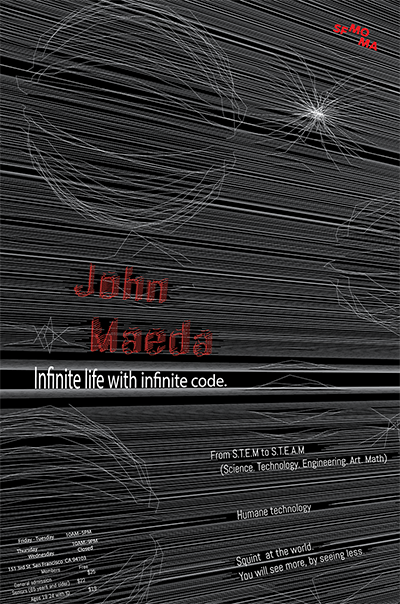 SFMO
MA
John
Maeda
Infinite life with infinite code.
From S.T.E.M to S.T.E.A.M
(Science. Technology. Engineering. Art. Math)
Humane technology
Squint at the world.
You will see more, by seeing less.
Friday - Tuesday 10AM-5PM
Thursday 10AM-9PM
Wednesday Closed
151 3rd St. San Francisco. CA 94103
Members Free
General admission $25
Seniors (65 years and older) $22
Ages 19-24 with ID $19